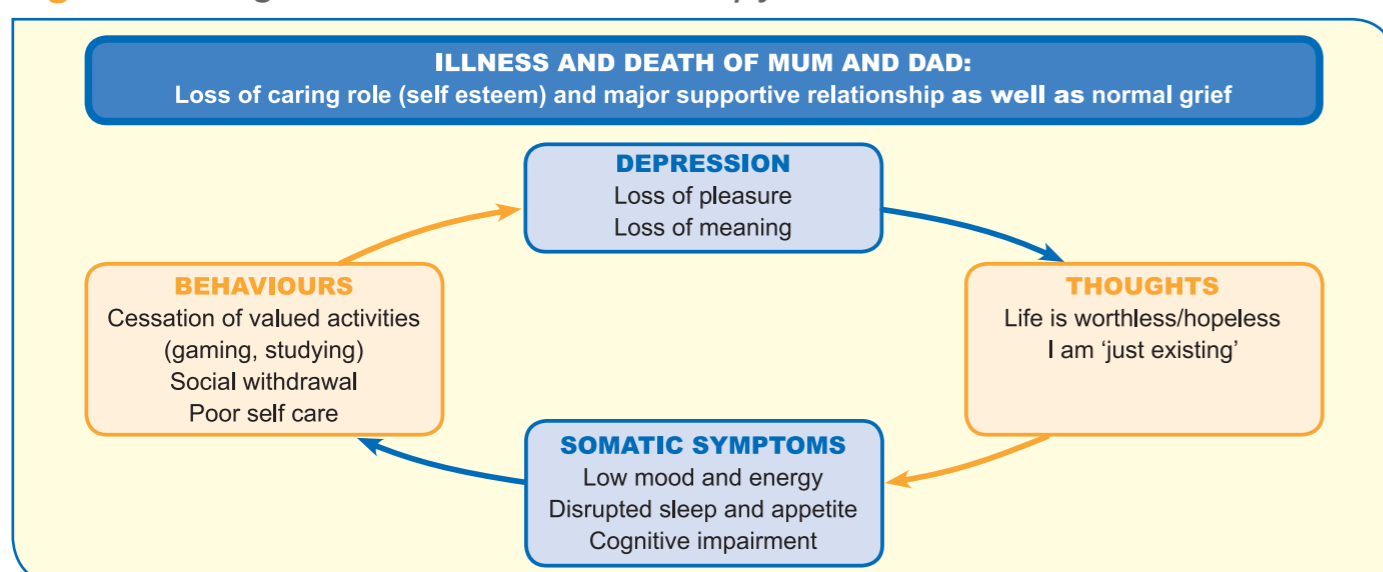 ILLNESS AND DEATH OF MUM AND DAD:
Loss of caring role (self esteem) and major supportive relationship as well as normal grief
DEPRESSION
Loss of pleasure
Loss of meaning
BEHAVIOURS
Cessation of valued activities
(gaming, studying)
Social withdrawal
Poor self care
THOUGHTS
Life is worthless/hopeless
I am ‘just existing’
SOMATIC SYMPTOMS
Low mood and energy
Disrupted sleep and appetite
Cognitive impairment